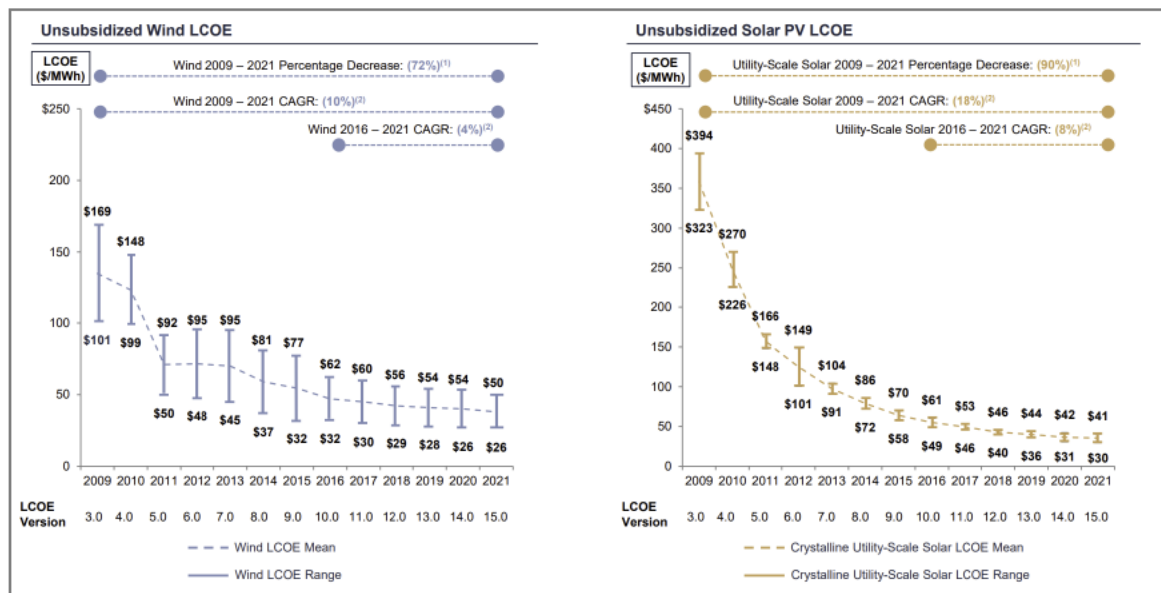 Unsubsidized Wind LCOE
LCOE
($/MWh)
Wind 2009 – 2021 Percentage Decrease: (72%)(1)
Wind 2009 – 2021 CAGR: (10%)(2)
Wind 2016 – 2021 CAGR: (4%)(2)
$250
200
150
100
50
0
$169
$101
$148
$99
$92
$50
$95
$48
$95
$45
$81
$37
$77
$32
$62
$32
$60
$30
$56
$29
$54
$28
$54
$26
$50
$26
2009 2010 2011 2012 2013 2014 2015 2016 2017 2018 2019 2020 2021
LCOE
Version
3.0 4.0 5.0 6.0 7.0 8.0 9.0 10.0 11.0 12.0 13.0 14.0 15.0
Wind LCOE Mean
Wind LCOE Range
Unsubsidized Solar PV LCOE
LCOE
($/MWh)
Utility-Scale Solar 2009 – 2021 Percentage Decrease: (90%)(1)
Utility-Scale Solar 2009 – 2021 CAGR: (18%)(2)
Utility-Scale Solar 2016 – 2021 CAGR: (8%)(2)
$450
400
350
300
250
200
150
100
50
0
$394
$323
$270
$226
$166
$148
$149
$101
$104
$91
$86
$72
$70
$58
$61
$49
$53
$46
$46
$40
$44
$36
$42
$31
$41
$30
2009 2010 2011 2012 2013 2014 2015 2016 2017 2018 2019 2020 2021
LCOE
Version
3.0 4.0 5.0 6.0 7.0 8.0 9.0 10.0 11.0 12.0 13.0 14.0 15.0
Crystalline Utility-Scale Solar LCOE Mean
Crystalline Utility-Scale Solar LCOE Range